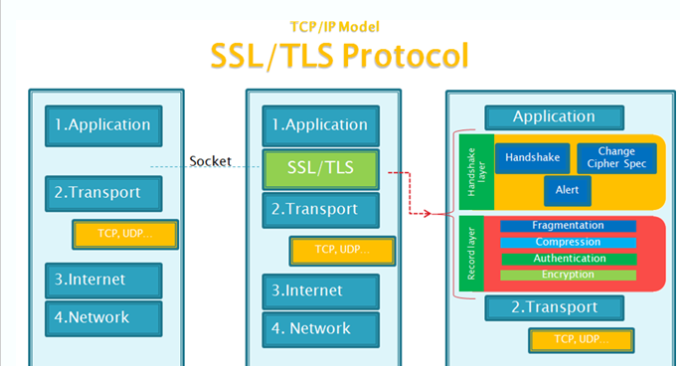 TCP/IP Model
SSL/TLS Protocol
1.Application
Socket
2.Transport
TCP, UDP...
3.Internet
4.Network
1.Application
SSL/TLS
2.Transport
TCP, UDP...
3.Internet
4. Network
Application
Handshake
layer
Handshake
Change
Cipher Spec
Alert
Record layer
Fragmentation
Compression
Authentication
Encryption
2.Transport
TCP, UDP...